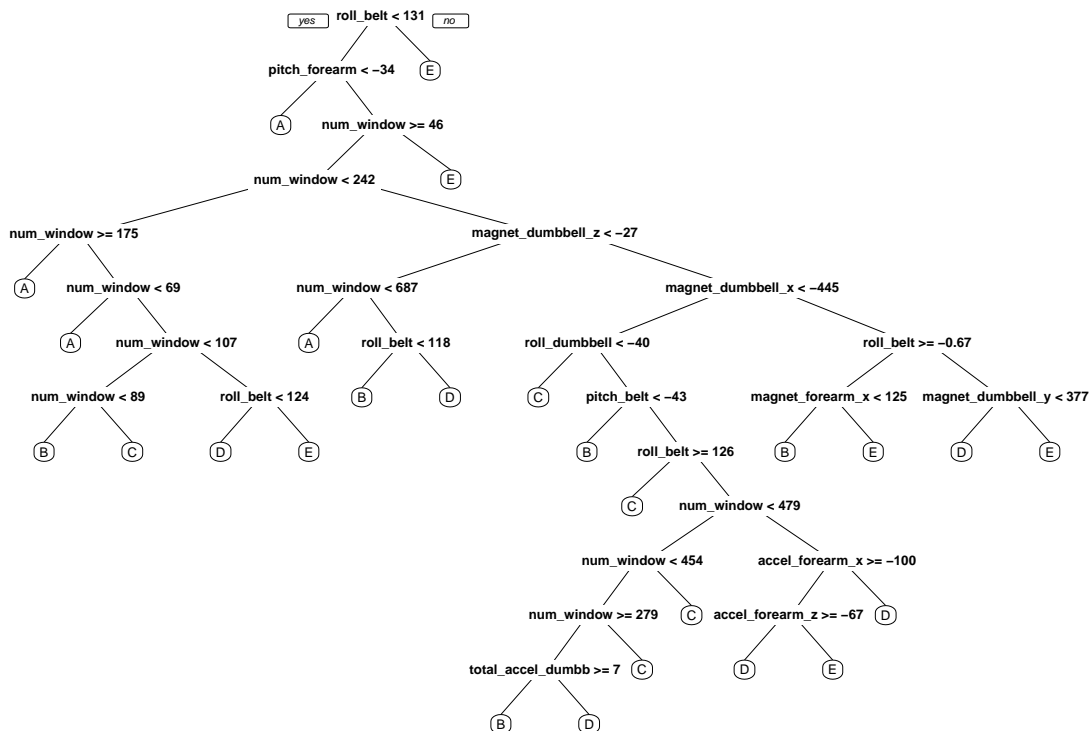 yes roll_belt < 131 no
pitch_forearm < −34 E
A num_window >= 46
num_window < 242 E
num_window >= 175 magnet_dumbbell_z < −27
A num_window < 69 num_window < 687 magnet_dumbbell_x < −445
A num_window < 107 A roll_belt < 118 roll_dumbbell < −40 roll_belt >= −0.67
num_window < 89 roll_belt < 124 B D C pitch_belt < −43 magnet_forearm_x < 125 magnet_dumbbell_y < 377
B C D E B roll_belt >= 126 B E D E
C num_window < 479
num_window < 454 accel_forearm_x >= −100
num_window >= 279 C accel_forearm_z >= −67 D
total_accel_dumbb >= 7 C D E
B D